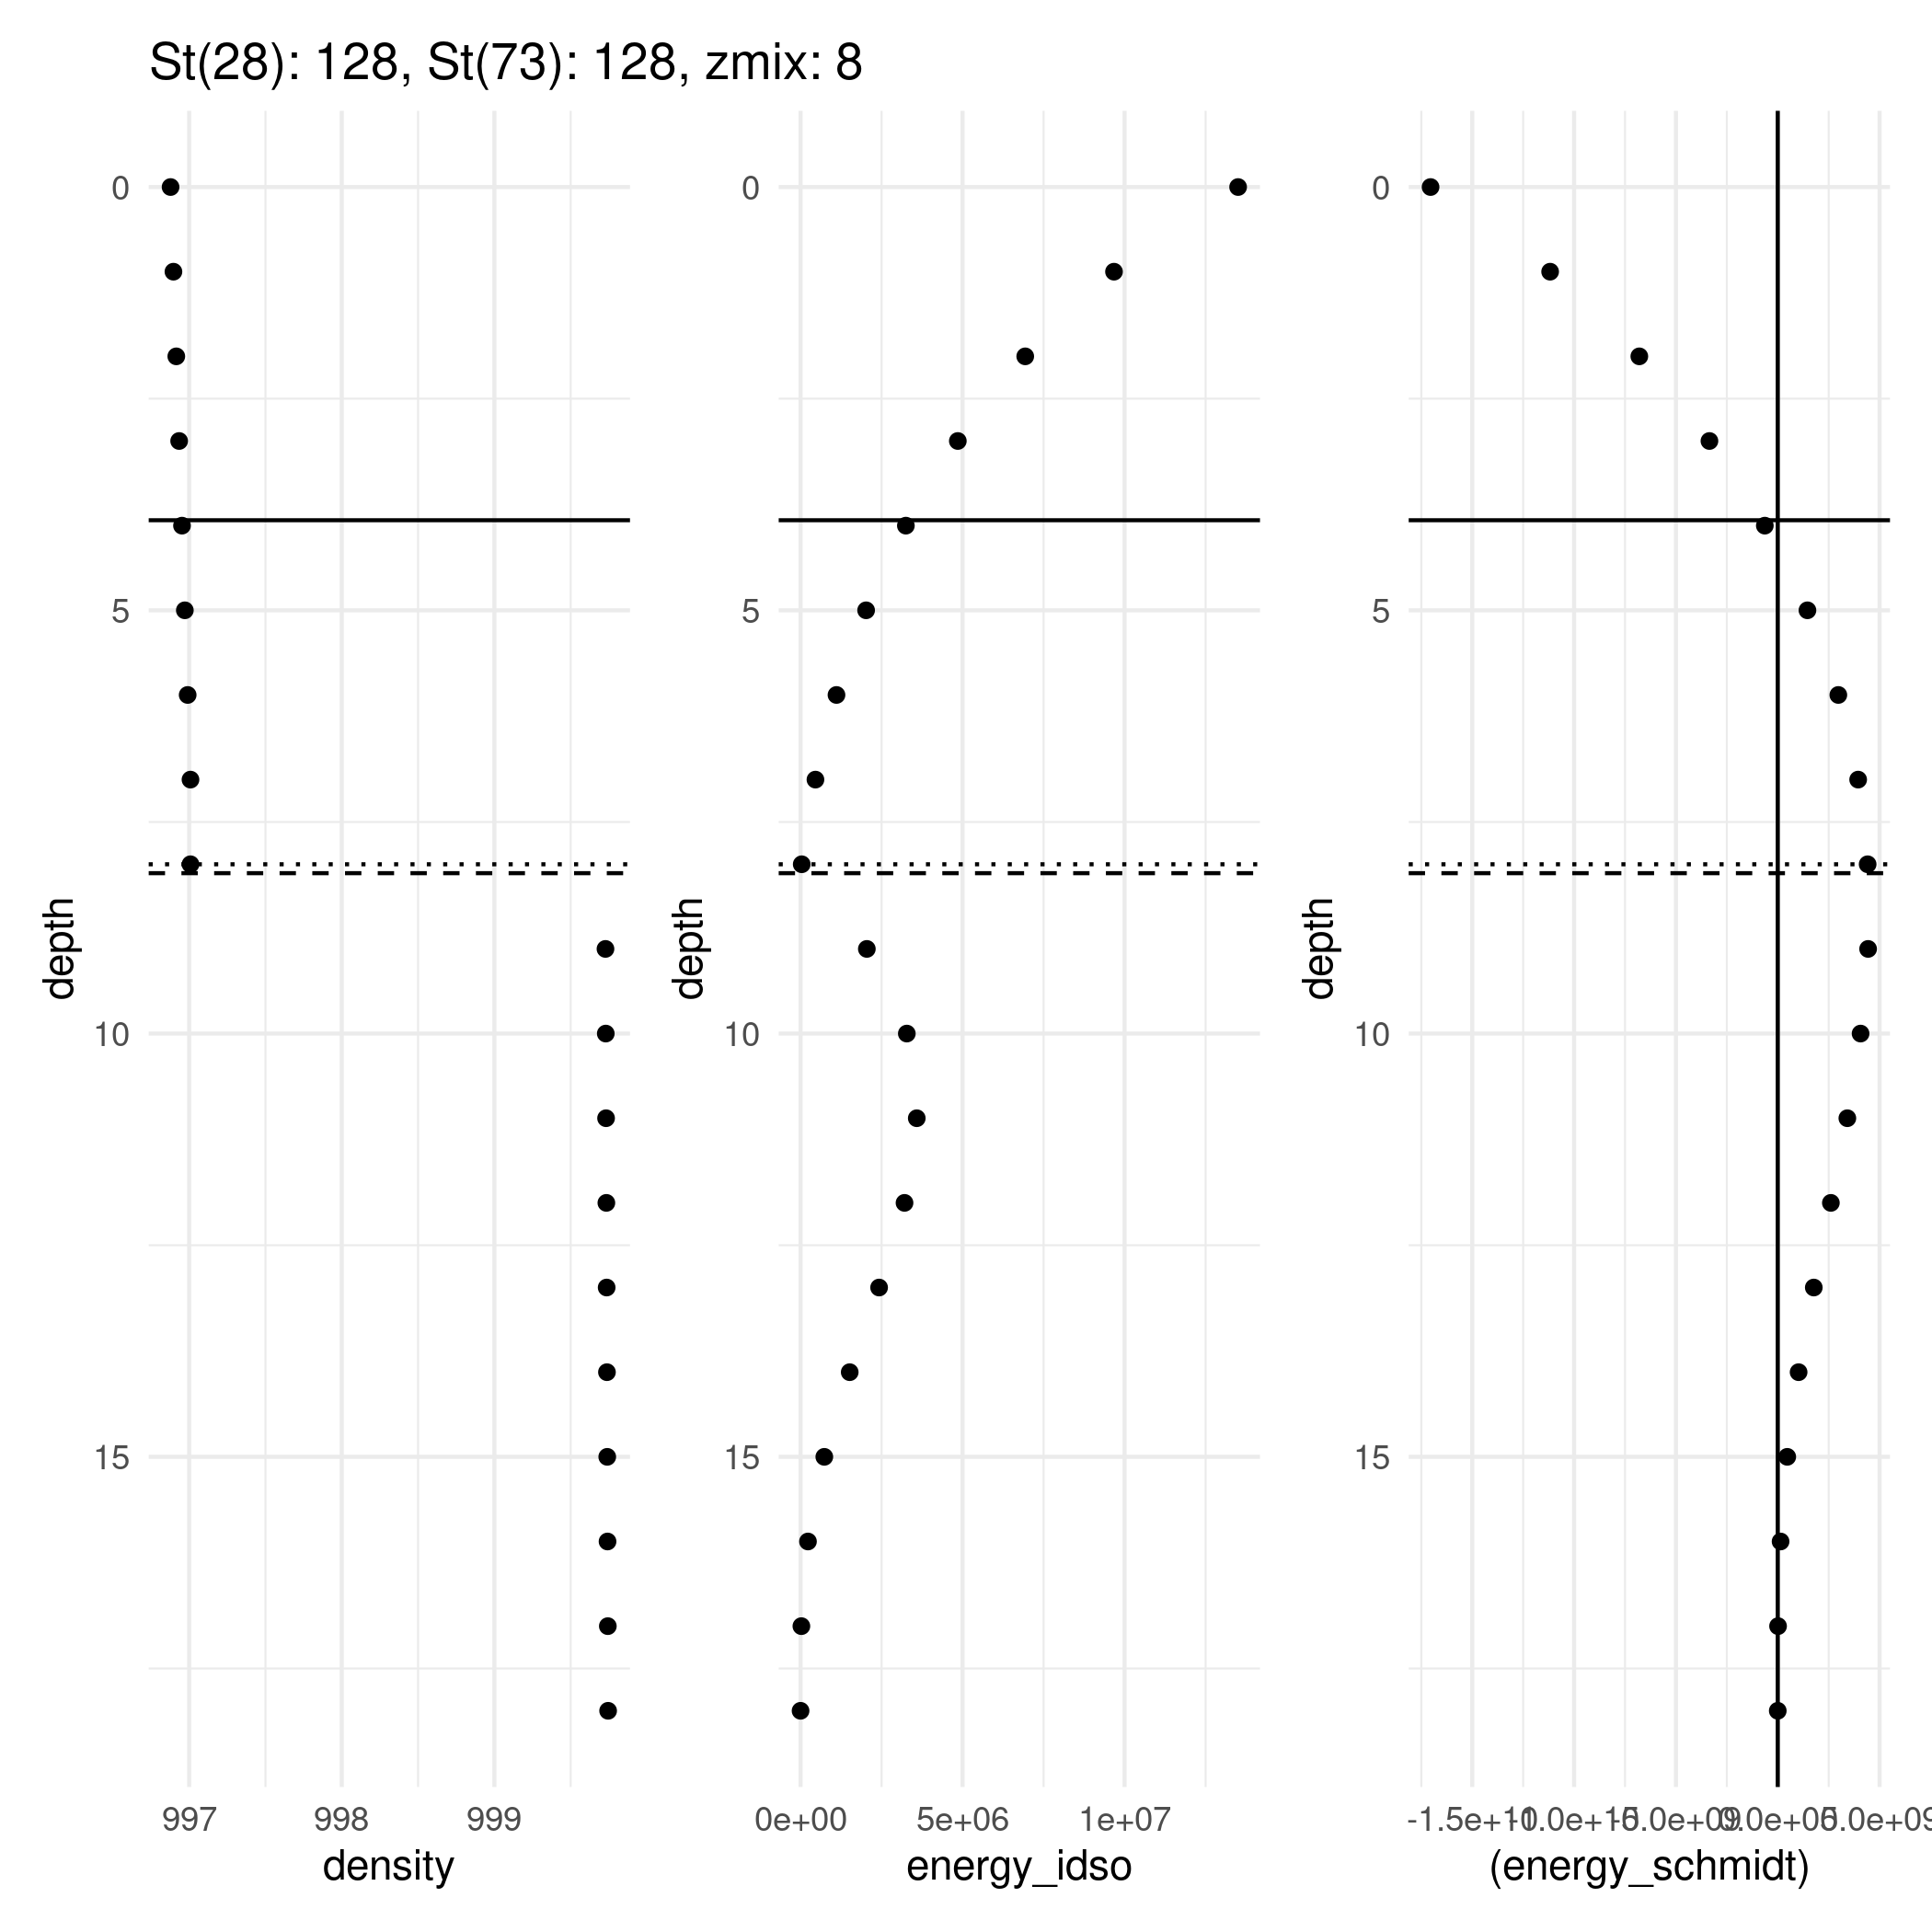 St(28): 128, St(73): 128, zmix: 8
0
5
10
15
depth
997 998 999
density
0
5
10
15
depth
0e+00 5e+06 1e+07
energy_idso
0
5
10
15
depth
-1.5e+10 -1.0e+10 -5.0e+09 0.0e+00 5.0e+09
(energy_schmidt)